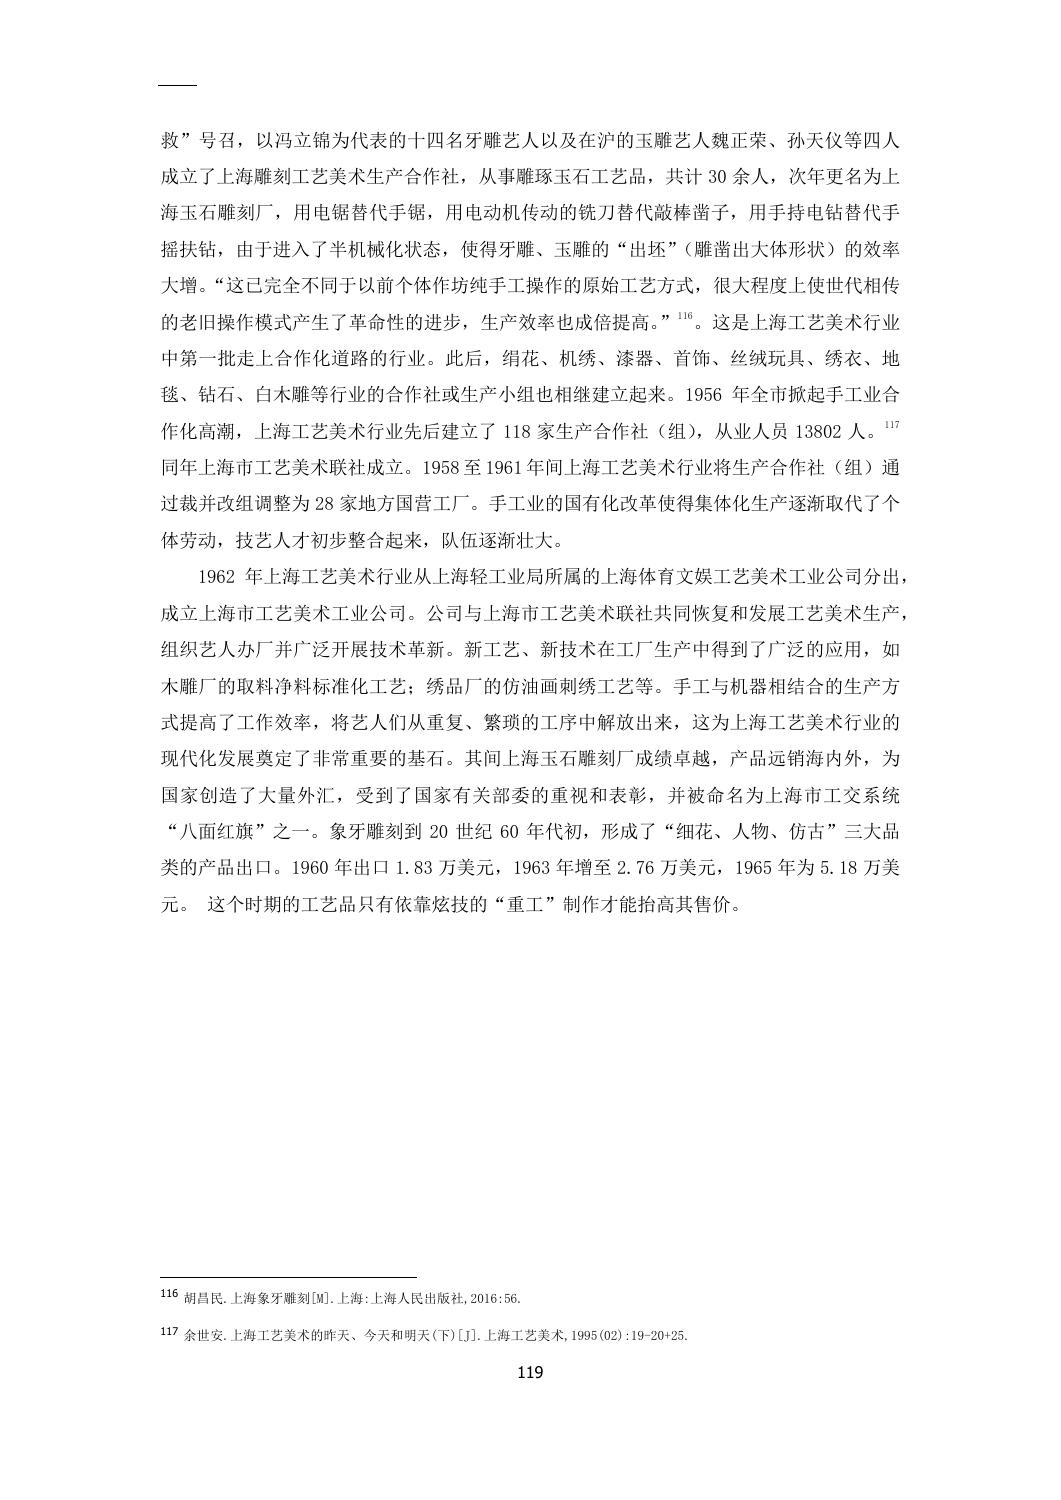 救”号召，以冯立锦为代表的十四名牙雕艺人以及在沪的玉雕艺人魏正荣、孙天仪等四人
成立了上海雕刻工艺美术生产合作社，从事雕琢玉石工艺品，共计 30 余人，次年更名为上
海玉石雕刻厂，用电锯替代手锯，用电动机传动的铣刀替代敲棒凿子，用手持电钻替代手
摇扶钻，由于进入了半机械化状态，使得牙雕、玉雕的“出坯”（雕凿出大体形状）的效率
大增。“这已完全不同于以前个体作坊纯手工操作的原始工艺方式，很大程度上使世代相传
的老旧操作模式产生了革命性的进步，生产效率也成倍提高。”116。这是上海工艺美术行业
中第一批走上合作化道路的行业。此后，绢花、机绣、漆器、首饰、丝绒玩具、绣衣、地
毯、钻石、白木雕等行业的合作社或生产小组也相继建立起来。1956 年全市掀起手工业合
作化高潮，上海工艺美术行业先后建立了 118 家生产合作社（组），从业人员 13802 人。117
同年上海市工艺美术联社成立。1958 至 1961 年间上海工艺美术行业将生产合作社（组）通
过裁并改组调整为 28 家地方国营工厂。手工业的国有化改革使得集体化生产逐渐取代了个
体劳动，技艺人才初步整合起来，队伍逐渐壮大。
1962 年上海工艺美术行业从上海轻工业局所属的上海体育文娱工艺美术工业公司分出，
成立上海市工艺美术工业公司。公司与上海市工艺美术联社共同恢复和发展工艺美术生产，
组织艺人办厂并广泛开展技术革新。新工艺、新技术在工厂生产中得到了广泛的应用，如
木雕厂的取料净料标准化工艺；绣品厂的仿油画刺绣工艺等。手工与机器相结合的生产方
式提高了工作效率，将艺人们从重复、繁琐的工序中解放出来，这为上海工艺美术行业的
现代化发展奠定了非常重要的基石。其间上海玉石雕刻厂成绩卓越，产品远销海内外，为
国家创造了大量外汇，受到了国家有关部委的重视和表彰，并被命名为上海市工交系统
“八面红旗”之一。象牙雕刻到 20 世纪 60 年代初，形成了“细花、人物、仿古”三大品
类的产品出口。1960 年出口 1.83 万美元，1963 年增至 2.76 万美元，1965 年为 5.18 万美
元。 这个时期的工艺品只有依靠炫技的“重工”制作才能抬高其售价。
116 胡昌民.上海象牙雕刻[M].上海:上海人民出版社,2016:56.
117 余世安.上海工艺美术的昨天、今天和明天(下)[J].上海工艺美术,1995(02):19-20+25.
119